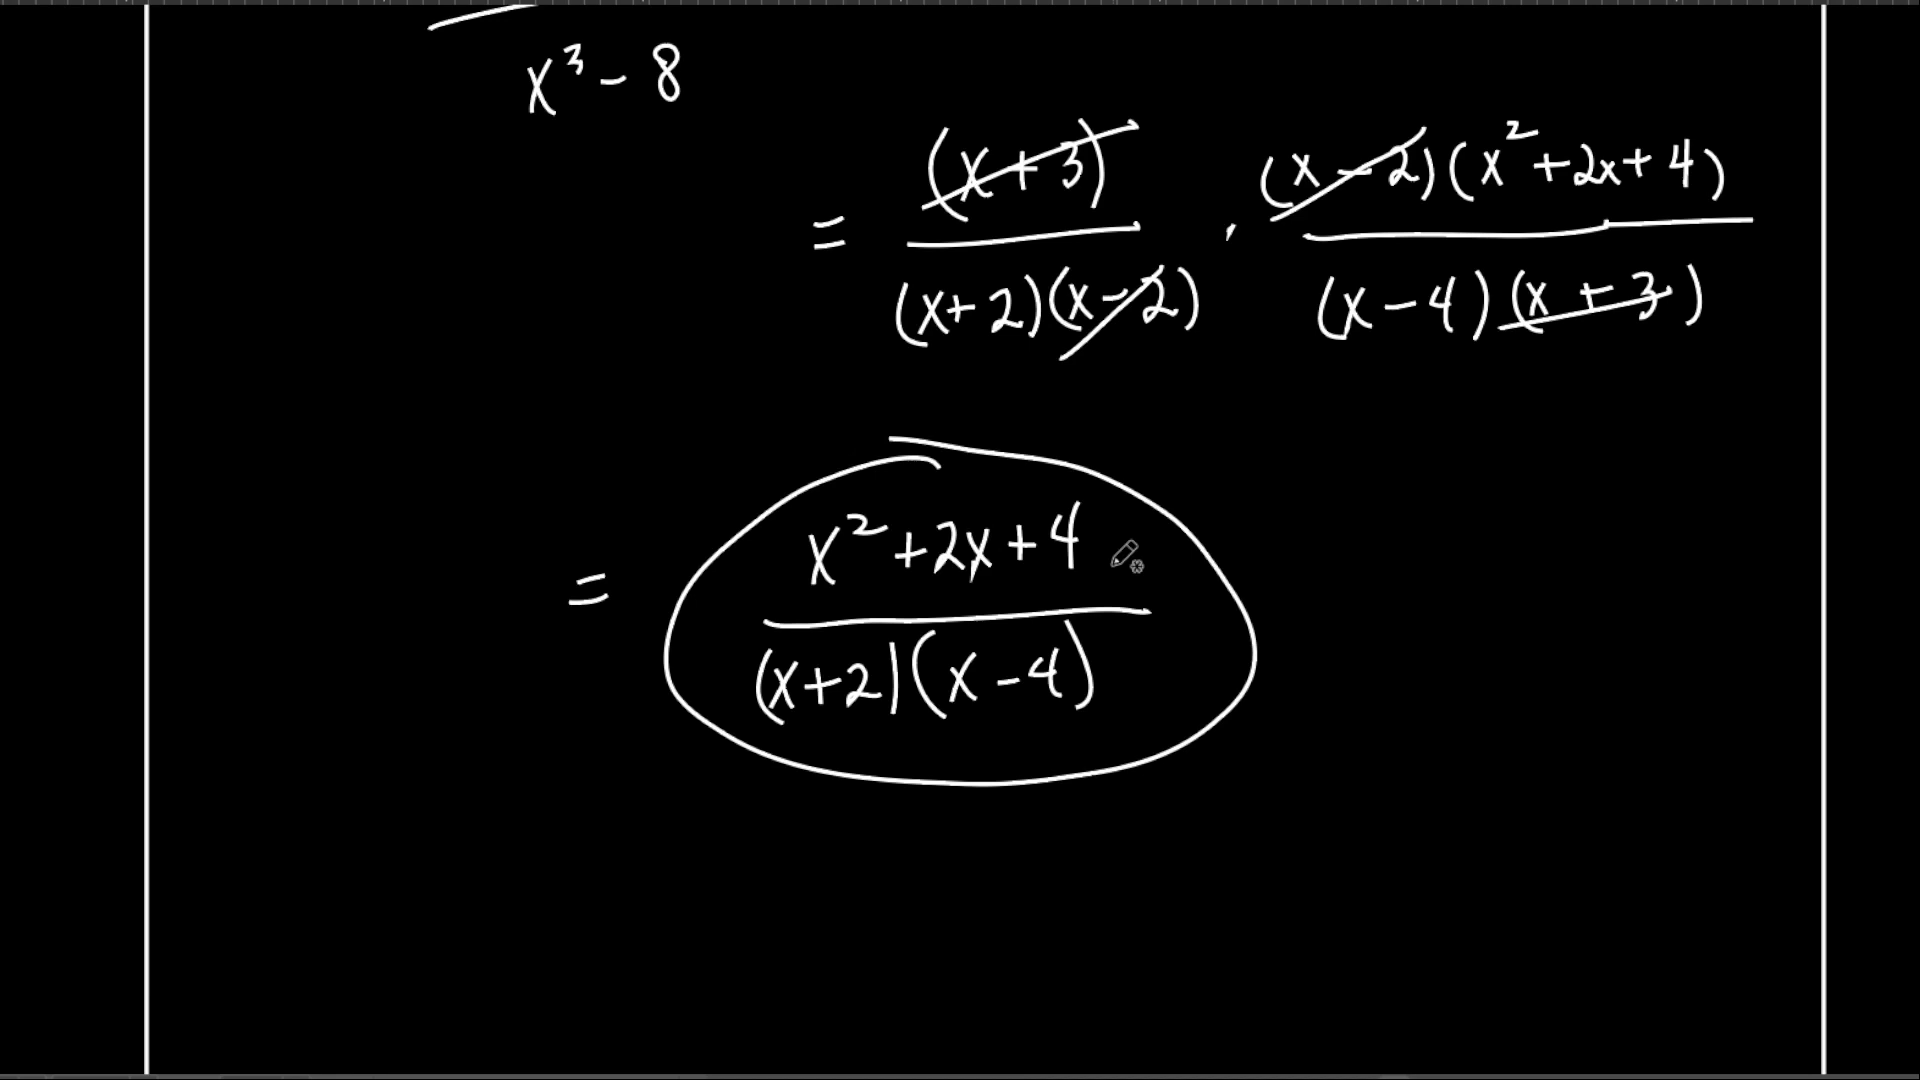 x³ - 8
= (x + 3) / (x+2)(x-2) · (x - 2)(x² + 2x + 4) / (x - 4)(x + 3)
= x² + 2x + 4 / (x+2)(x - 4)